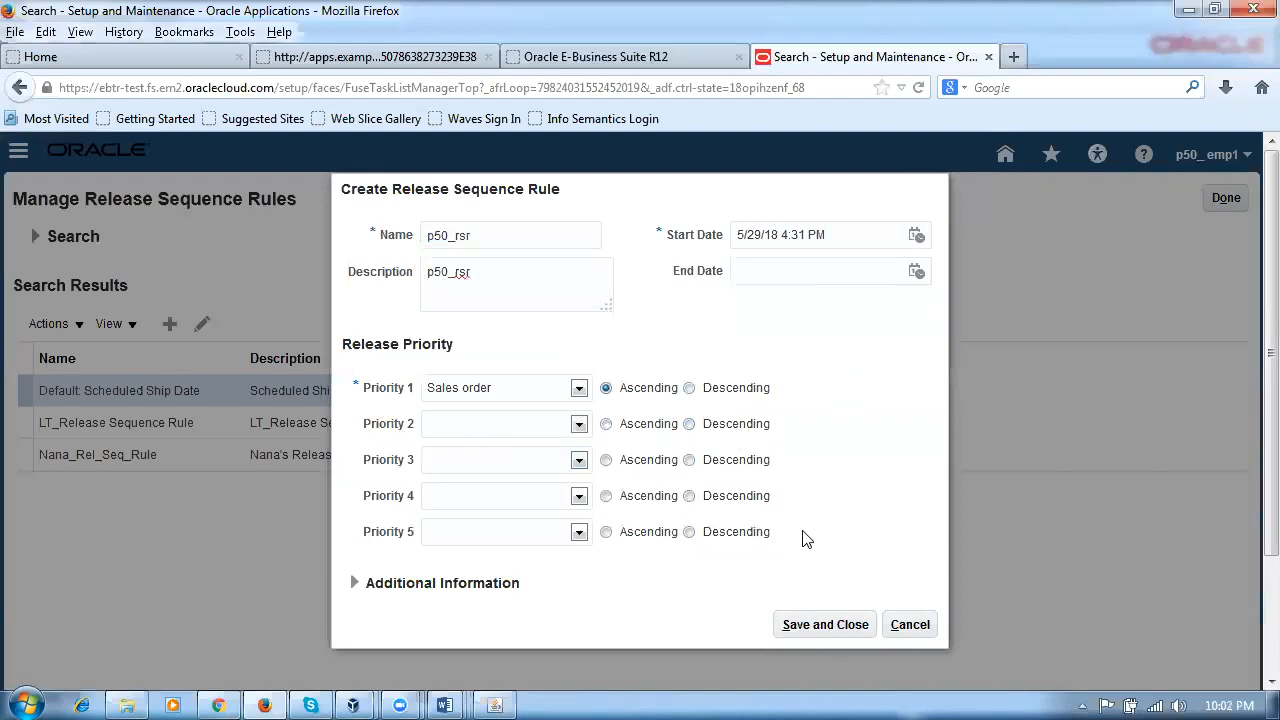 Search - Setup and Maintenance - Oracle Applications - Mozilla Firefox
File Edit View History Bookmarks Tools Help
Home http://apps.examp...5078638273239E38 Oracle E-Business Suite R12 Search - Setup and Maintenance - Or...
https://ebtr-test.fs.em2.oraclecloud.com/setup/faces/FuseTaskListManagerTop?_afrLoop=79824031552452019&_adf.ctrl-state=18opihzenf_68 Google
Most Visited Getting Started Suggested Sites Web Slice Gallery Waves Sign In Info Semantics Login
ORACLE p50_emp1
Manage Release Sequence Rules Done
Search
Search Results
Actions View
Name Description
Default: Scheduled Ship Date Scheduled Shi
LT_Release Sequence Rule LT_Release Se
Nana_Rel_Seq_Rule Nana's Releas
Create Release Sequence Rule
* Name p50_rsr * Start Date 5/29/18 4:31 PM
Description p50_rsr End Date
Release Priority
* Priority 1 Sales order Ascending Descending
Priority 2 Ascending Descending
Priority 3 Ascending Descending
Priority 4 Ascending Descending
Priority 5 Ascending Descending
Additional Information
Save and Close Cancel
10:02 PM